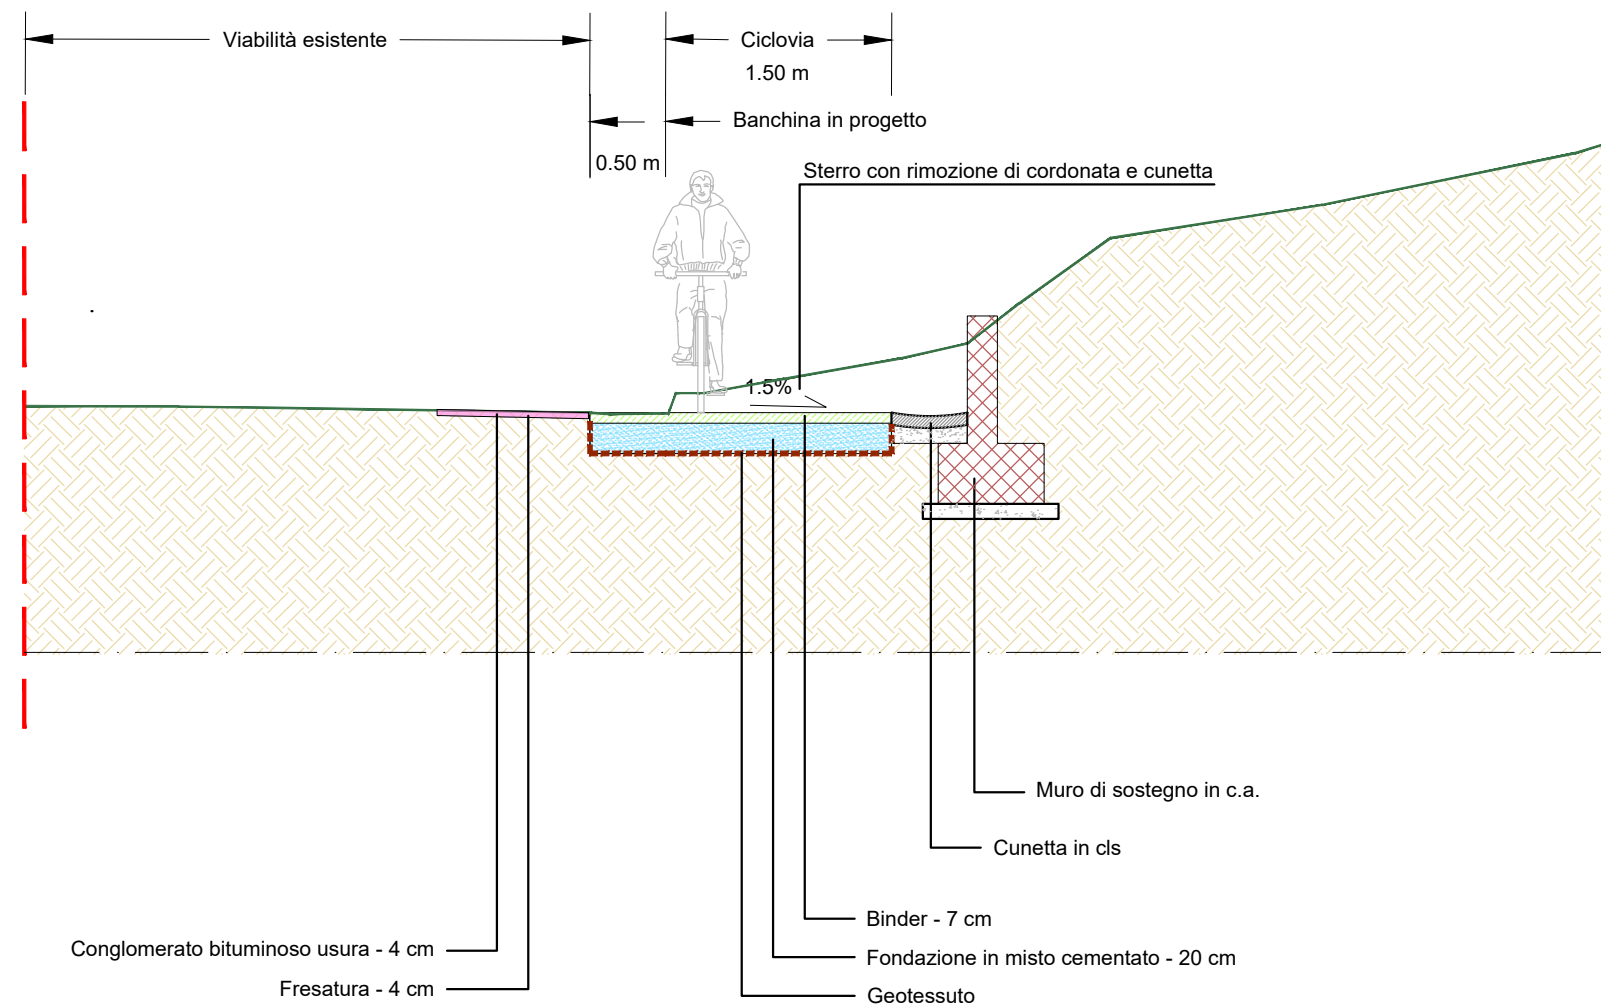 Viabilità esistente
Ciclovia
1.50 m
Banchina in progetto
0.50 m
Sterro con rimozione di cordonata e cunetta
1.5%
Muro di sostegno in c.a.
Cunetta in cls
Binder - 7 cm
Conglomerato bituminoso usura - 4 cm
Fondazione in misto cementato - 20 cm
Fresatura - 4 cm
Geotessuto